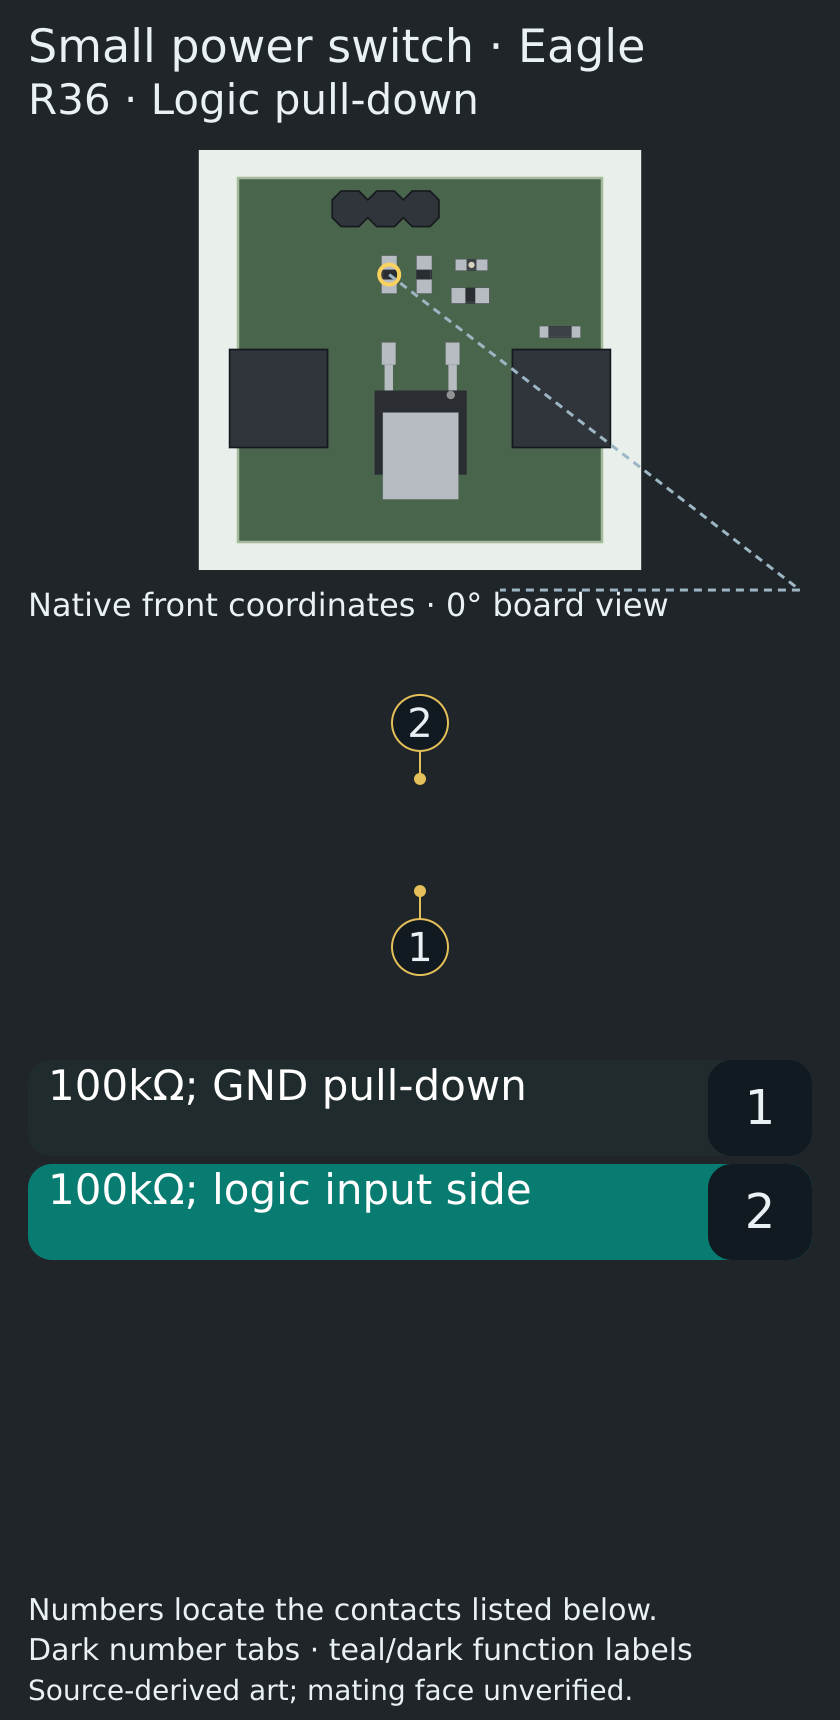 Small power switch · Eagle
R36 · Logic pull-down
Native front coordinates · 0° board view
2
1
100kΩ; GND pull-down 1
100kΩ; logic input side 2
Numbers locate the contacts listed below.
Dark number tabs · teal/dark function labels
Source-derived art; mating face unverified.